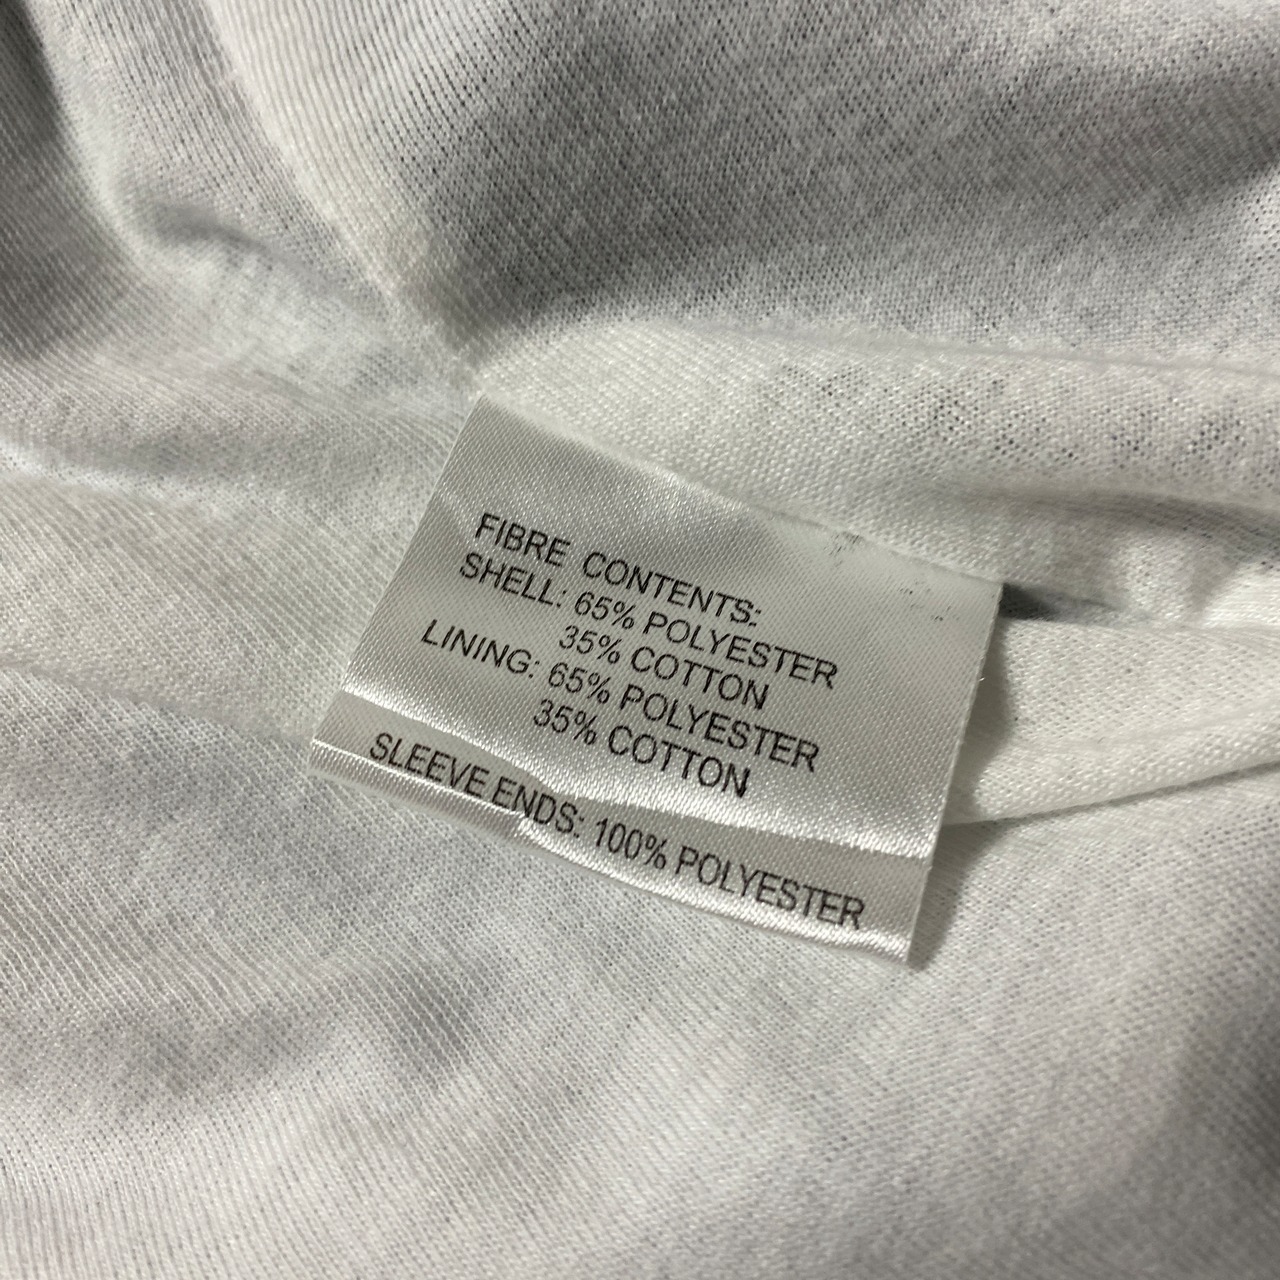 FIBRE CONTENTS:
SHELL: 65% POLYESTER
35% COTTON
LINING: 65% POLYESTER
35% COTTON
SLEEVE ENDS: 100% POLYESTER